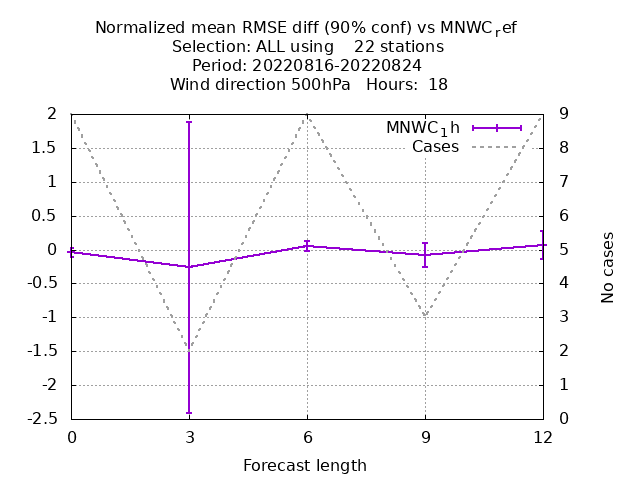 Normalized mean RMSE diff (90% conf) vs MNWCref
Selection: ALL using    22 stations
Period: 20220816-20220824
Wind direction 500hPa   Hours:  18
MNWC1h
Cases
2
1.5
1
0.5
0
-0.5
-1
-1.5
-2
-2.5
9
8
7
6
5
4
3
2
1
0
No cases
0 3 6 9 12
Forecast length